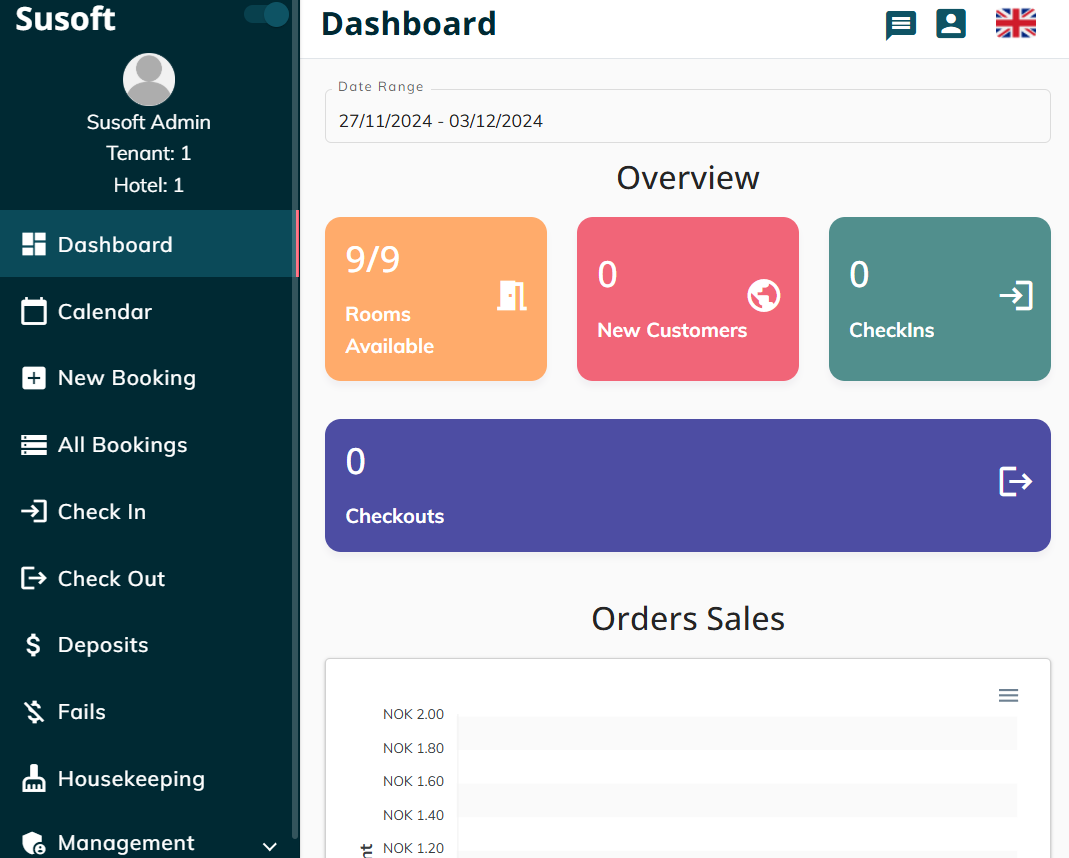 Susoft
Susoft Admin
Tenant: 1
Hotel: 1
Dashboard
Calendar
New Booking
All Bookings
Check In
Check Out
Deposits
Fails
Housekeeping
Management
Dashboard
Date Range
27/11/2024 - 03/12/2024
Overview
9/9
Rooms
Available
0
New Customers
0
CheckIns
0
Checkouts
Orders Sales
NOK 2.00
NOK 1.80
NOK 1.60
NOK 1.40
NOK 1.20